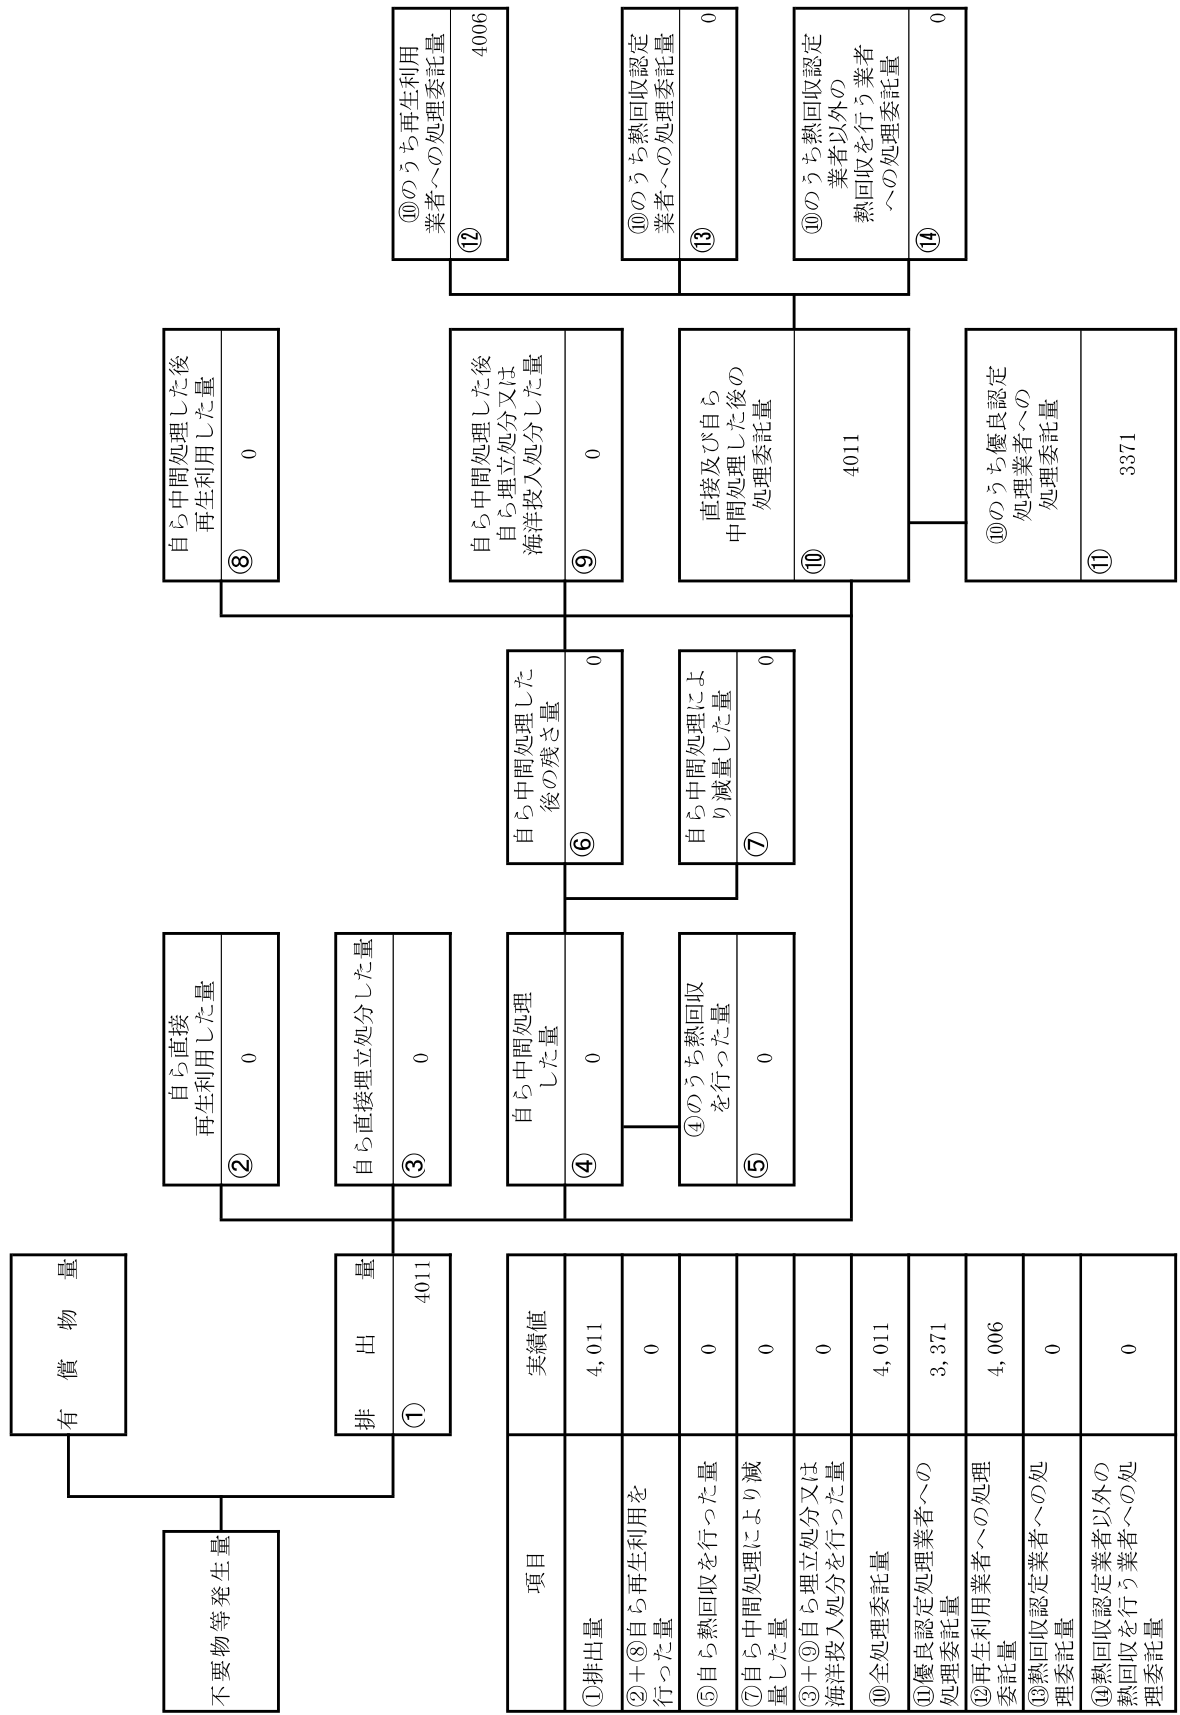 不要物等発生量
有　償　物　量
排　出　量
①
4011
自ら直接
再生利用した量
②
0
自ら直接埋立処分した量
③
0
自ら中間処理
した量
④
0
④のうち熱回収
を行った量
⑤
0
自ら中間処理した
後の残さ量
⑥
0
自ら中間処理によ
り減量した量
⑦
0
自ら中間処理した後
再生利用した量
⑧
0
自ら中間処理した後
自ら埋立処分又は
海洋投入処分した量
⑨
0
直接及び自ら
中間処理した後の
処理委託量
⑩
4011
⑩のうち優良認定
処理業者への
処理委託量
⑪
3371
⑩のうち再生利用
業者への処理委託量
⑫
4006
⑩のうち熱回収認定
業者への処理委託量
⑬
0
⑩のうち熱回収認定
業者以外の
熱回収を行う業者
への処理委託量
⑭
0
項目
実績値
①排出量
4,011
②＋⑧自ら再生利用を
行った量
0
⑤自ら熱回収を行った量
0
⑦自ら中間処理により減
量した量
0
③＋⑨自ら埋立処分又は
海洋投入処分を行った量
0
⑩全処理委託量
4,011
⑪優良認定処理業者への
処理委託量
3,371
⑫再生利用業者への処理
委託量
4,006
⑬熱回収認定業者への処
理委託量
0
⑭熱回収認定業者以外の
熱回収を行う業者への処
理委託量
0